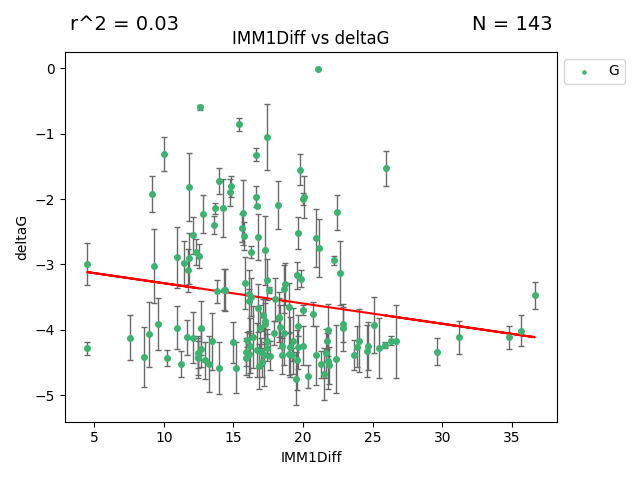 r^2 = 0.03 N = 143
IMM1Diff vs deltaG
G
deltaG
0
−1
−2
−3
−4
−5
5 10 15 20 25 30 35
IMM1Diff